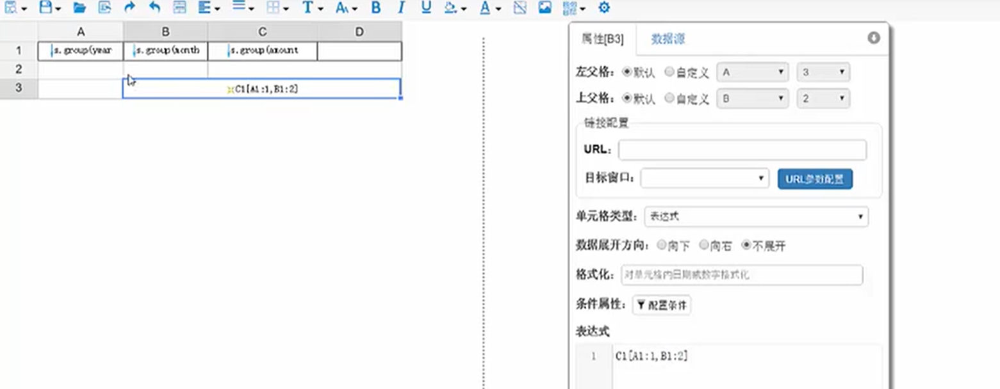 A B C D
1 s.group(year s.group(month s.group(amount
2
3 C1[A1:1,B1:2]
属性[B3] 数据源
左父格： 默认 自定义 A 3
上父格： 默认 自定义 B 2
链接配置
URL：
目标窗口： URL参数配置
单元格类型： 表达式
数据展开方向： 向下 向右 不展开
格式化： 对单元格内日期或数字格式化
条件属性： 配置条件
表达式
1 C1[A1:1,B1:2]